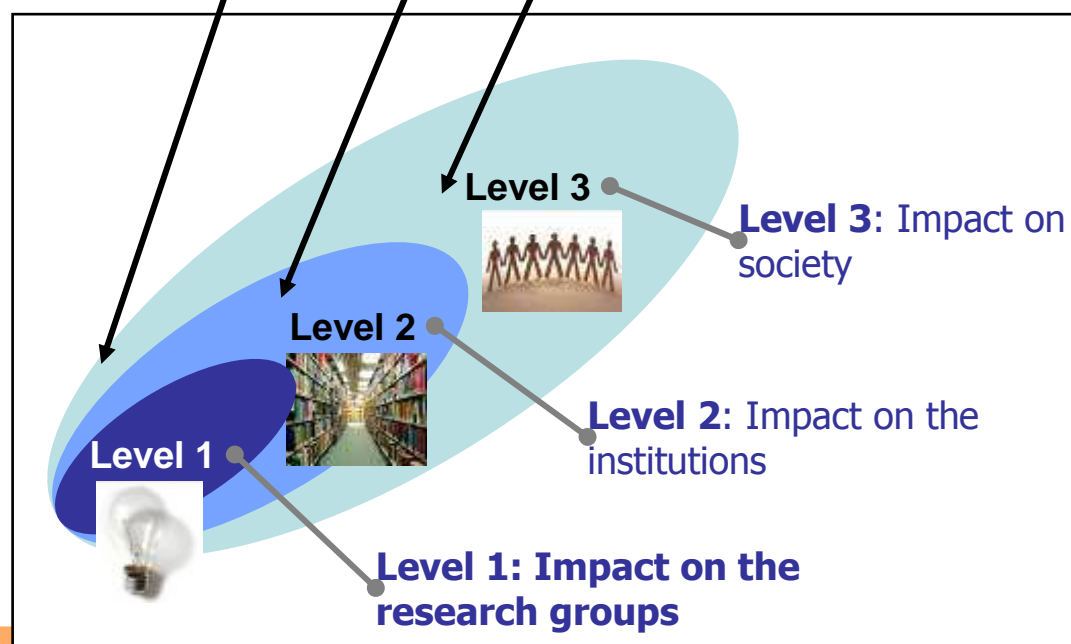 Level 3
Level 3: Impact on
society
Level 2
Level 2: Impact on the
institutions
Level 1
Level 1: Impact on the
research groups